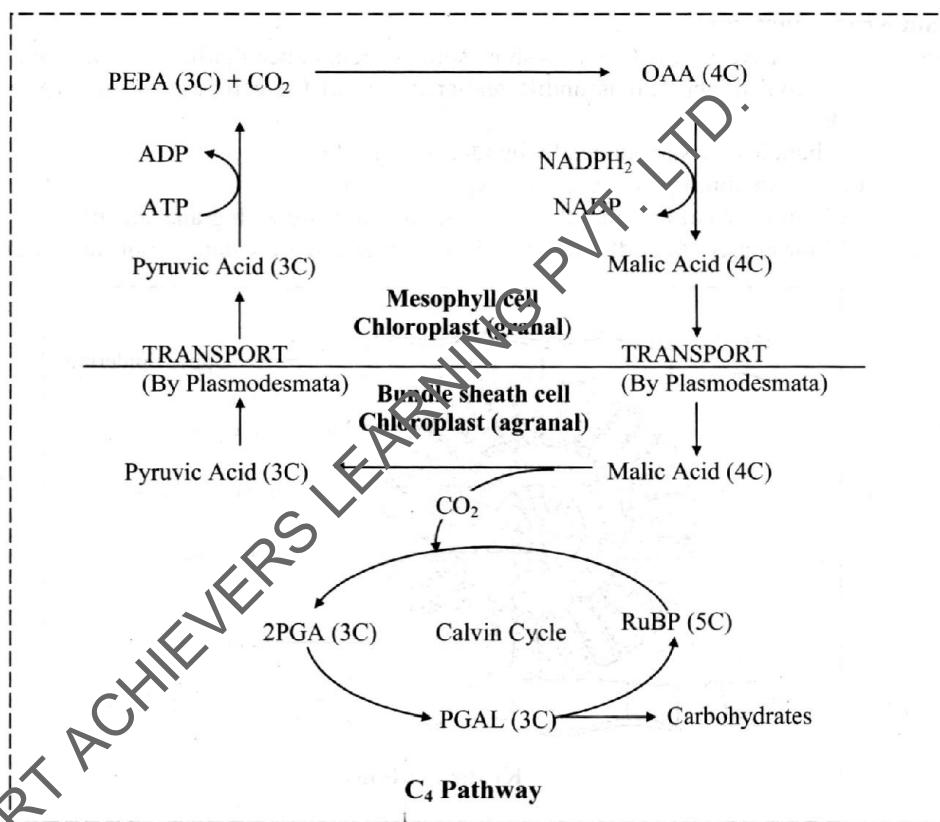 PEPA (3C) + CO₂
OAA (4C)
ADP
ATP
NADPH₂
NADP
Pyruvic Acid (3C)
Malic Acid (4C)
Mesophyll cell
Chloroplast (granal)
TRANSPORT
(By Plasmodesmata)
TRANSPORT
(By Plasmodesmata)
Bundle sheath cell
Chloroplast (agranal)
Pyruvic Acid (3C)
Malic Acid (4C)
CO₂
2PGA (3C)
Calvin Cycle
RuBP (5C)
PGAL (3C)
Carbohydrates
C₄ Pathway
RT ACHIEVERS LEARNING PVT. LTD.